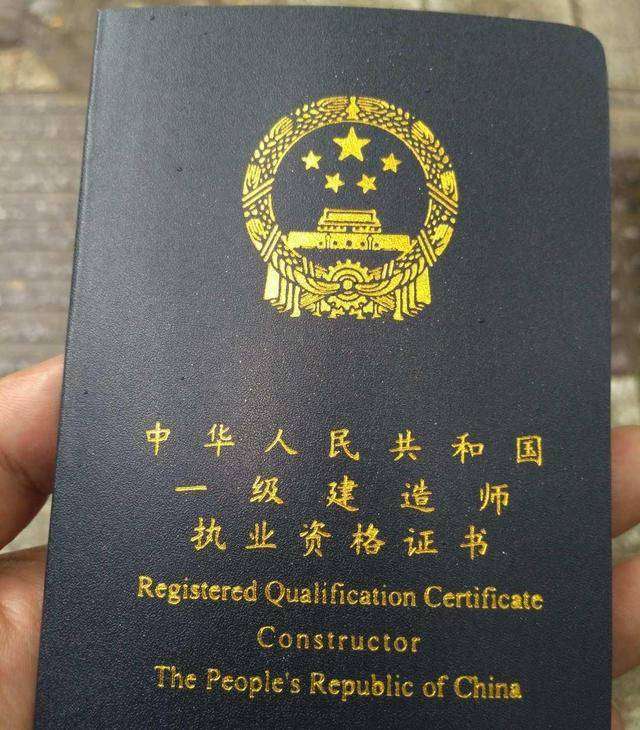 中华人民共和国
一级建造师
执业资格证书
Registered Qualification Certificate
Constructor
The People's Republic of China